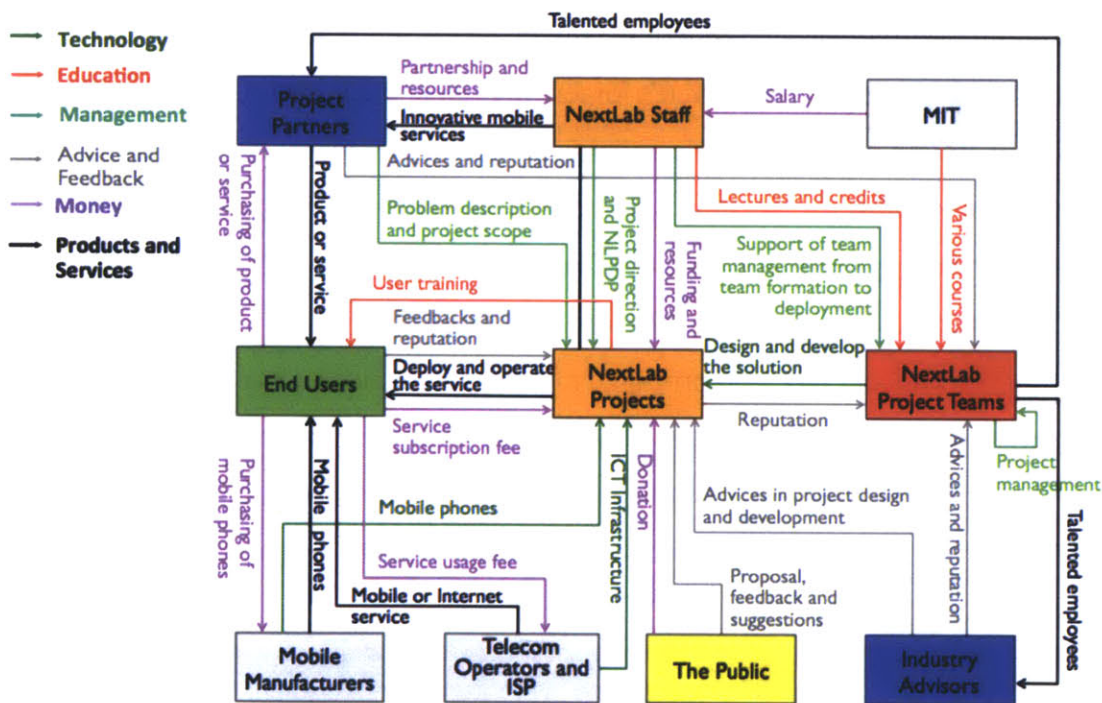 Talented employees
Technology
Education
Management
Advice and
Feedback
Money
Products and
Services
Project
Partners
Partnership and
resources
Innovative mobile
services
NextLab Staff
Salary
MIT
Advices and reputation
Purchasing of product
or service
Product or service
Problem description
and project scope
Project direction
and NLPDP
Funding and
resources
Lectures and credits
Support of team
management from
team formation to
deployment
Various courses
User training
Feedbacks and
reputation
Deploy and operate
the service
Design and develop
the solution
End Users
NextLab
Projects
NextLab
Project Teams
Service
subscription fee
Reputation
Project
management
Purchasing of
mobile phones
Mobile phones
Mobile phones
ICT Infrastructure
Donation
Advices in project design
and development
Advices and reputation
Talented employees
Service usage fee
Mobile or Internet
service
Proposal,
feedback and
suggestions
Mobile
Manufacturers
Telecom
Operators and
ISP
The Public
Industry
Advisors